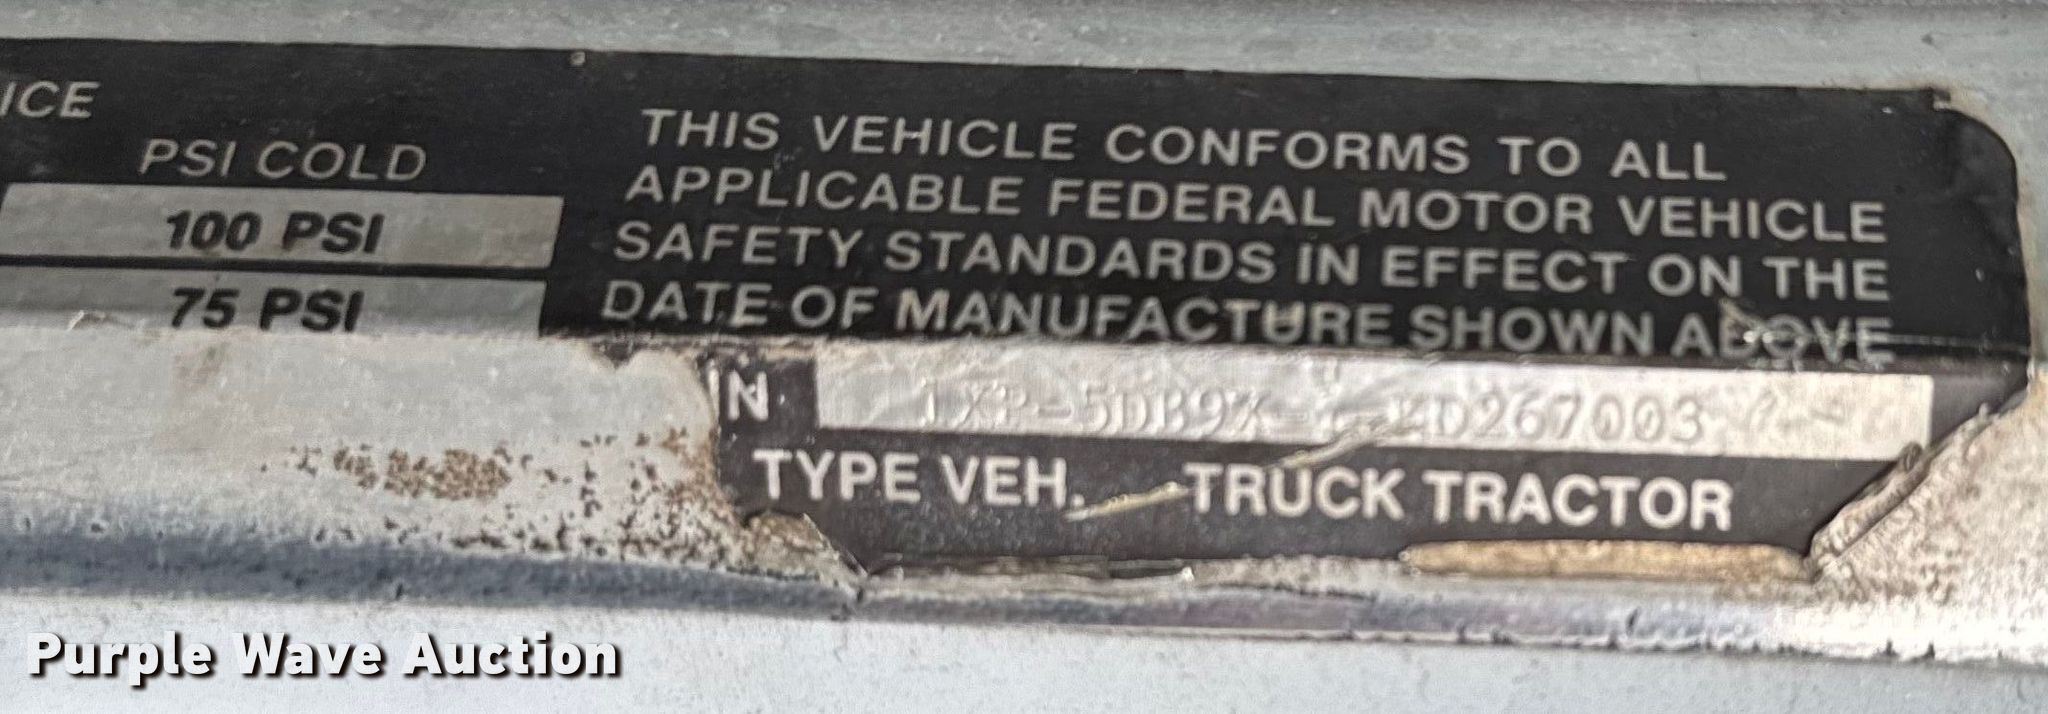 ICE
PSI COLD
100 PSI
75 PSI
THIS VEHICLE CONFORMS TO ALL
APPLICABLE FEDERAL MOTOR VEHICLE
SAFETY STANDARDS IN EFFECT ON THE
DATE OF MANUFACTURE SHOWN ABOVE
IN
TYPE VEH. TRUCK TRACTOR
Purple Wave Auction